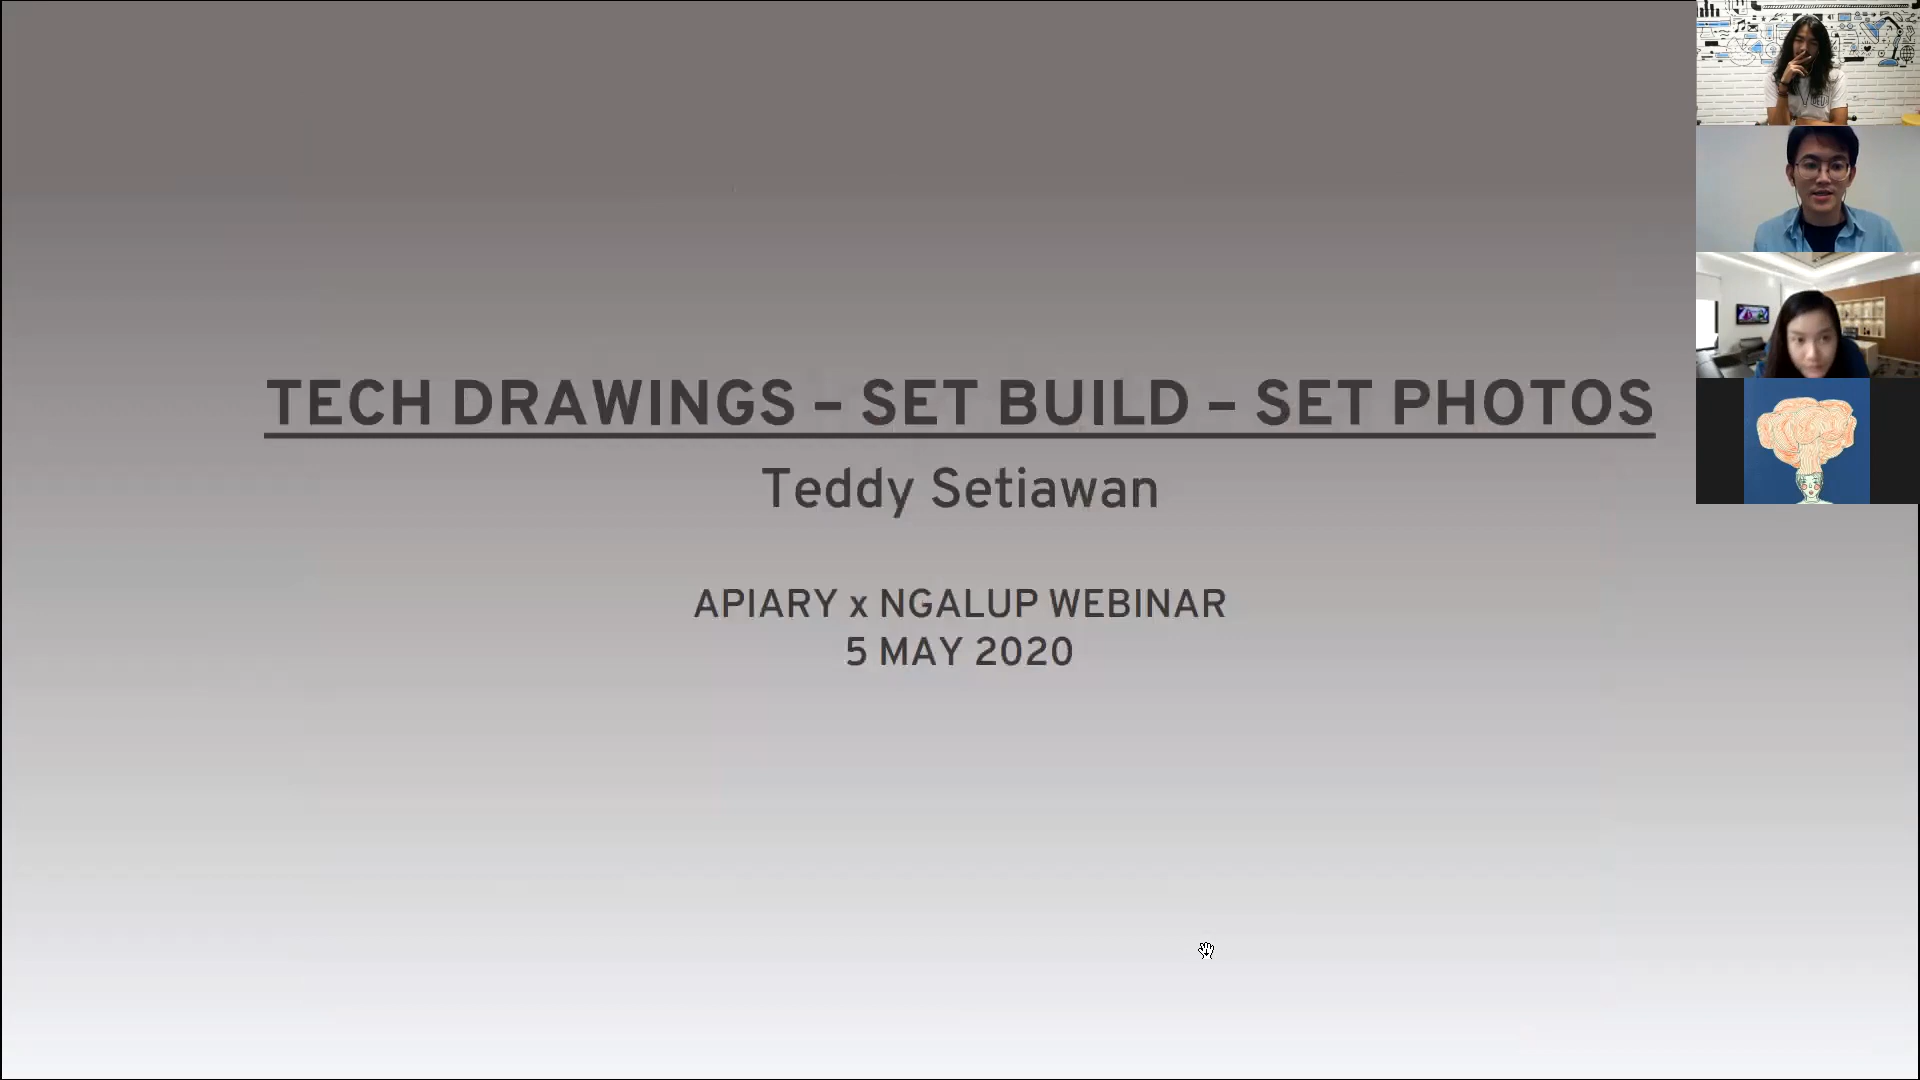 TECH DRAWINGS – SET BUILD – SET PHOTOS
Teddy Setiawan
APIARY x NGALUP WEBINAR
5 MAY 2020